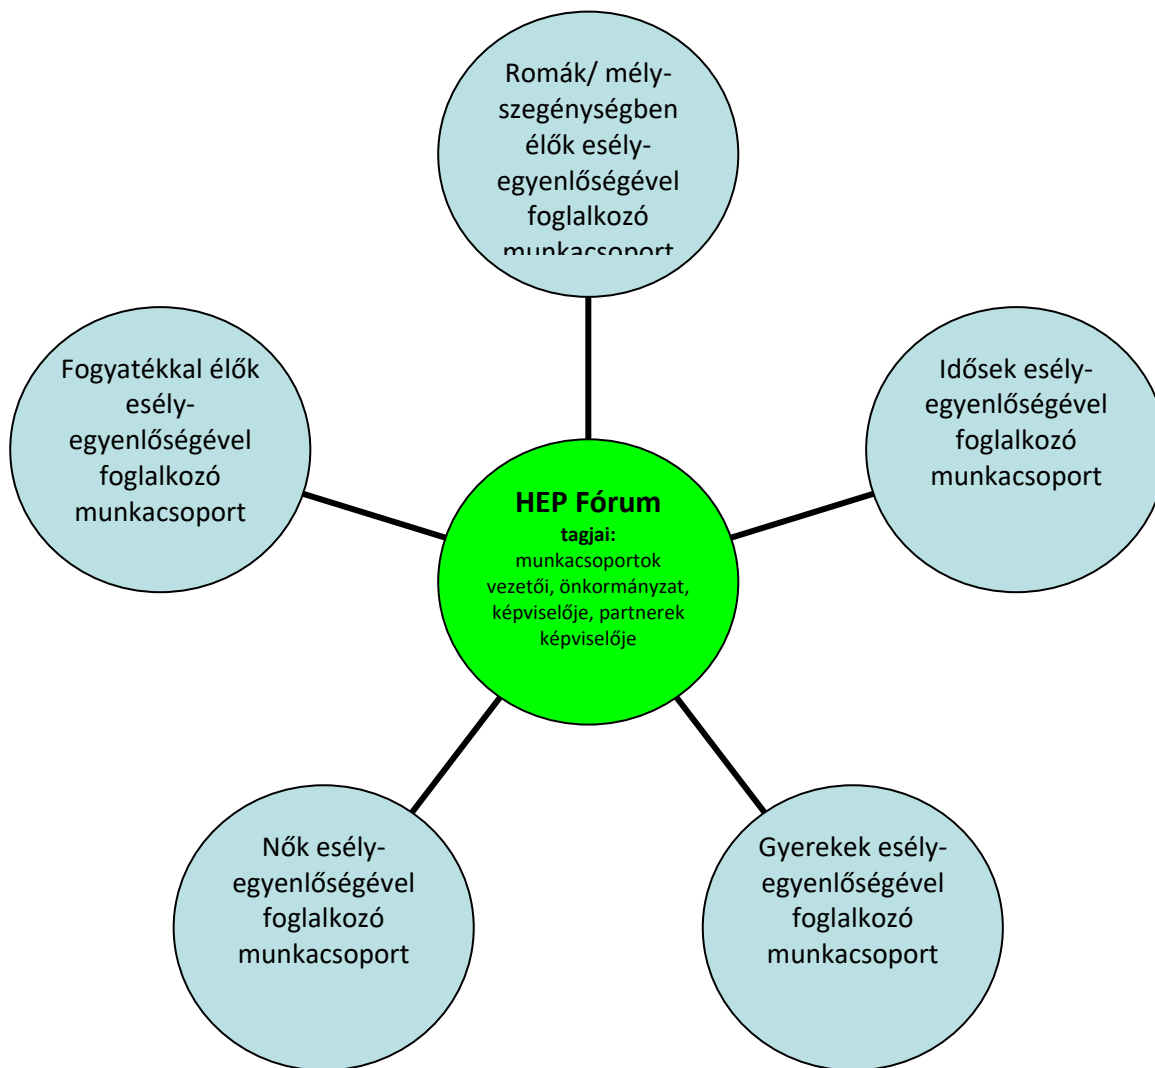 Romák/ mély-
szegénységben
élők esély-
egyenlőségével
foglalkozó
munkacsoport
Fogyatékkal élők
esély-
egyenlőségével
foglalkozó
munkacsoport
Idősek esély-
egyenlőségével
foglalkozó
munkacsoport
HEP Fórum
tagjai:
munkacsoportok
vezetői, önkormányzat,
képviselője, partnerek
képviselője
Nők esély-
egyenlőségével
foglalkozó
munkacsoport
Gyerekek esély-
egyenlőségével
foglalkozó
munkacsoport